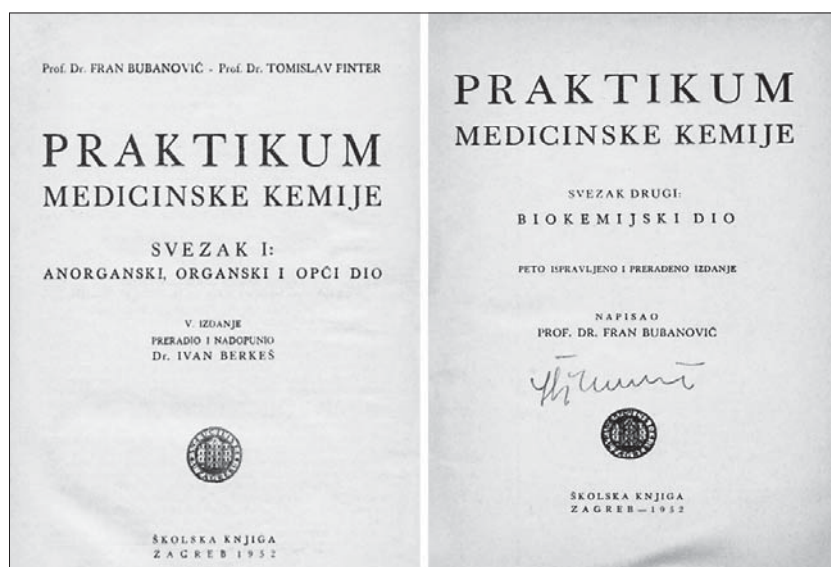 Prof. Dr. FRAN BUBANOVIĆ - Prof. Dr. TOMISLAV FINTER
PRAKTIKUM
MEDICINSKE KEMIJE
SVEZAK I:
ANORGANSKI, ORGANSKI I OPĆI DIO
V. IZDANJE
PRERADIO I NADOPUNIO
Dr. IVAN BERKEŠ
ŠKOLSKA KNJIGA
ZAGREB 1952
PRAKTIKUM
MEDICINSKE KEMIJE
SVEZAK DRUGI:
BIOKEMIJSKI DIO
PETO ISPRAVLJENO I PRERAĐENO IZDANJE
NAPISAO
PROF. DR. FRAN BUBANOVIĆ
ŠKOLSKA KNJIGA
ZAGREB—1952